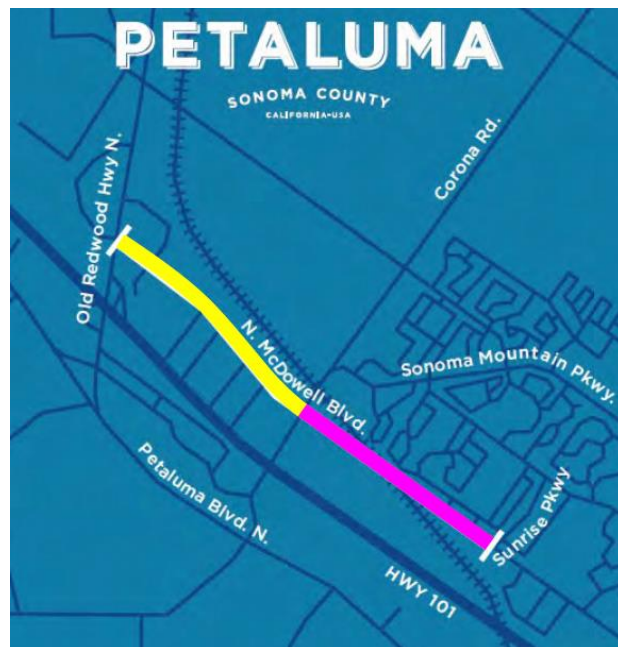 PETALUMA
SONOMA COUNTY
CALIFORNIA-USA
Corona Rd.
Old Redwood Hwy N.
N. McDowell Blvd.
Sonoma Mountain Pkwy.
Petaluma Blvd. N.
Sunrise Pkwy
HWY 101